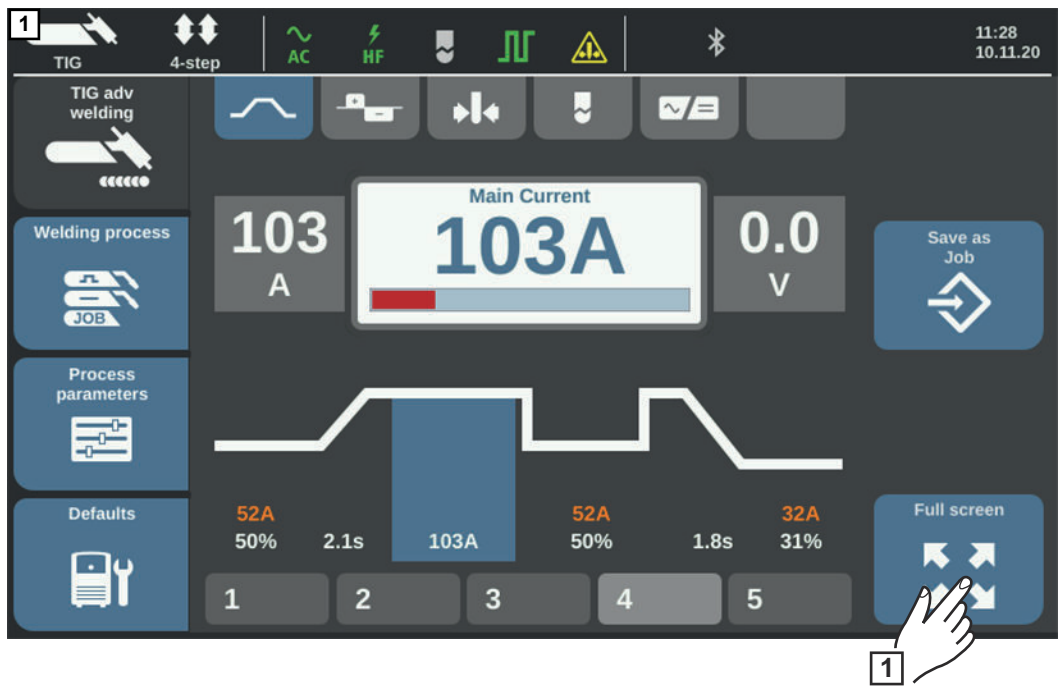 1
TIG
4-step
AC
HF
11:28
10.11.20
TIG adv
welding
Welding process
JOB
Process
parameters
Defaults
103
A
Main Current
103A
0.0
V
Save as
Job
52A
50%
2.1s
103A
52A
50%
1.8s
32A
31%
1
2
3
4
5
Full screen
1